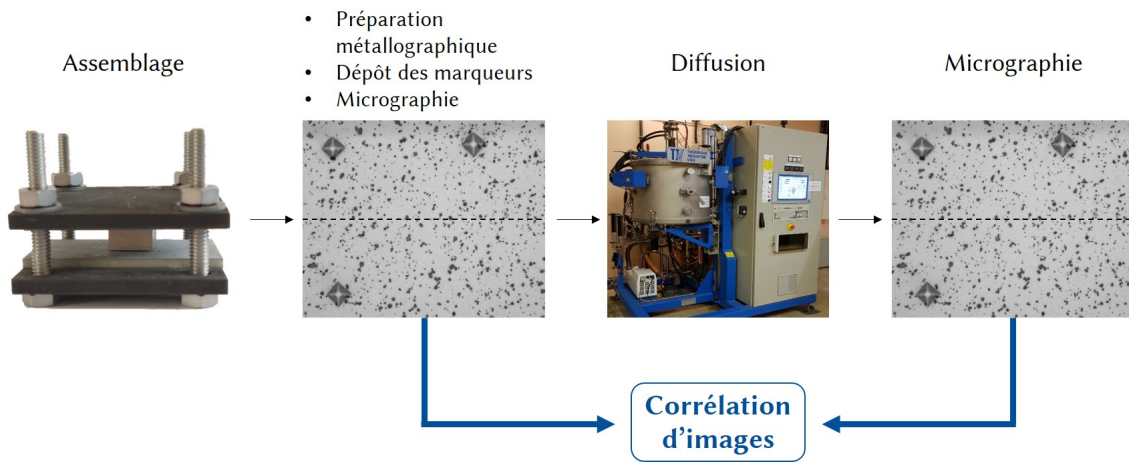 Assemblage
• Préparation
métallographique
• Dépôt des marqueurs
• Micrographie
Diffusion
Micrographie
Corrélation
d'images